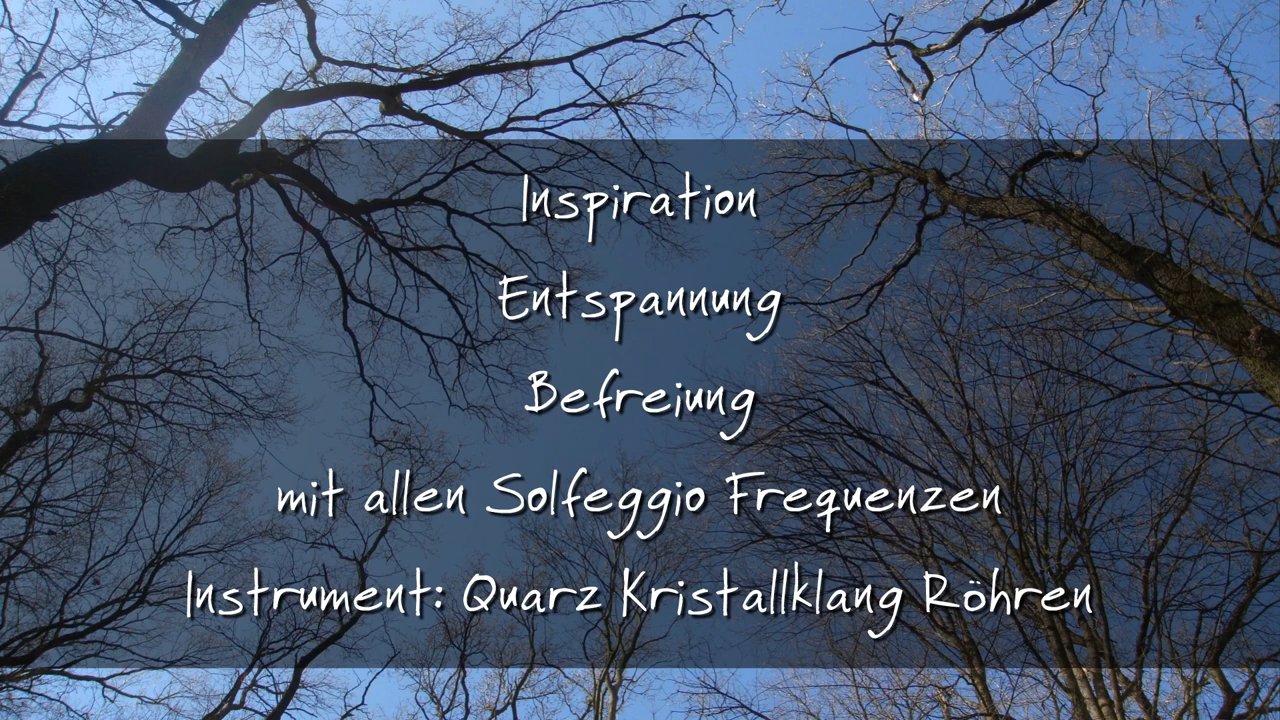 Inspiration
Entspannung
Befreiung
mit allen Solfeggio Frequenzen
Instrument: Quarz Kristallklang Röhren